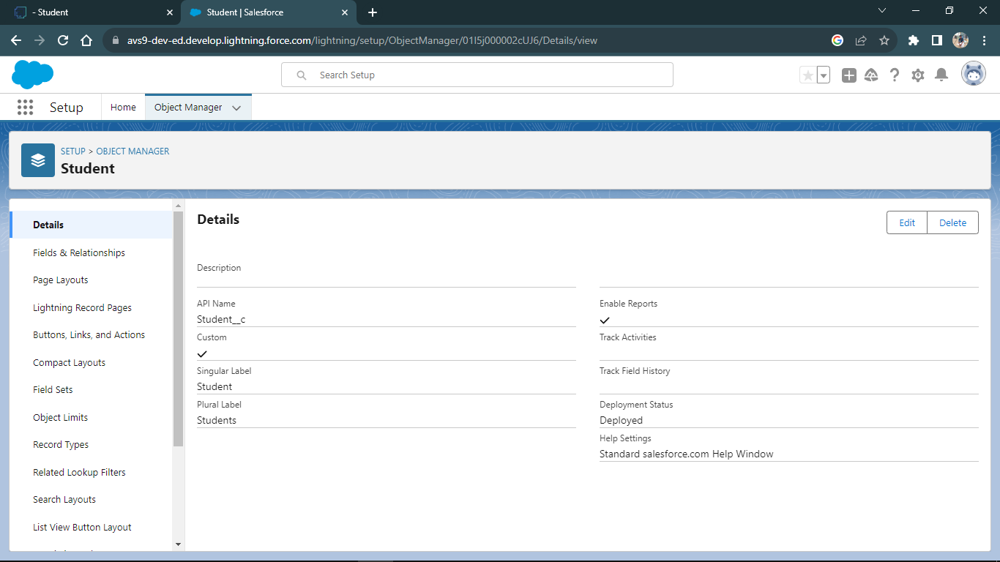 - Student
Student | Salesforce
avs9-dev-ed.develop.lightning.force.com/lightning/setup/ObjectManager/01I5j000002cUJ6/Details/view
Search Setup
Setup
Home
Object Manager
SETUP > OBJECT MANAGER
Student
Details
Fields & Relationships
Page Layouts
Lightning Record Pages
Buttons, Links, and Actions
Compact Layouts
Field Sets
Object Limits
Record Types
Related Lookup Filters
Search Layouts
List View Button Layout
Details
Edit
Delete
Description
API Name
Student__c
Custom
Singular Label
Student
Plural Label
Students
Enable Reports
Track Activities
Track Field History
Deployment Status
Deployed
Help Settings
Standard salesforce.com Help Window